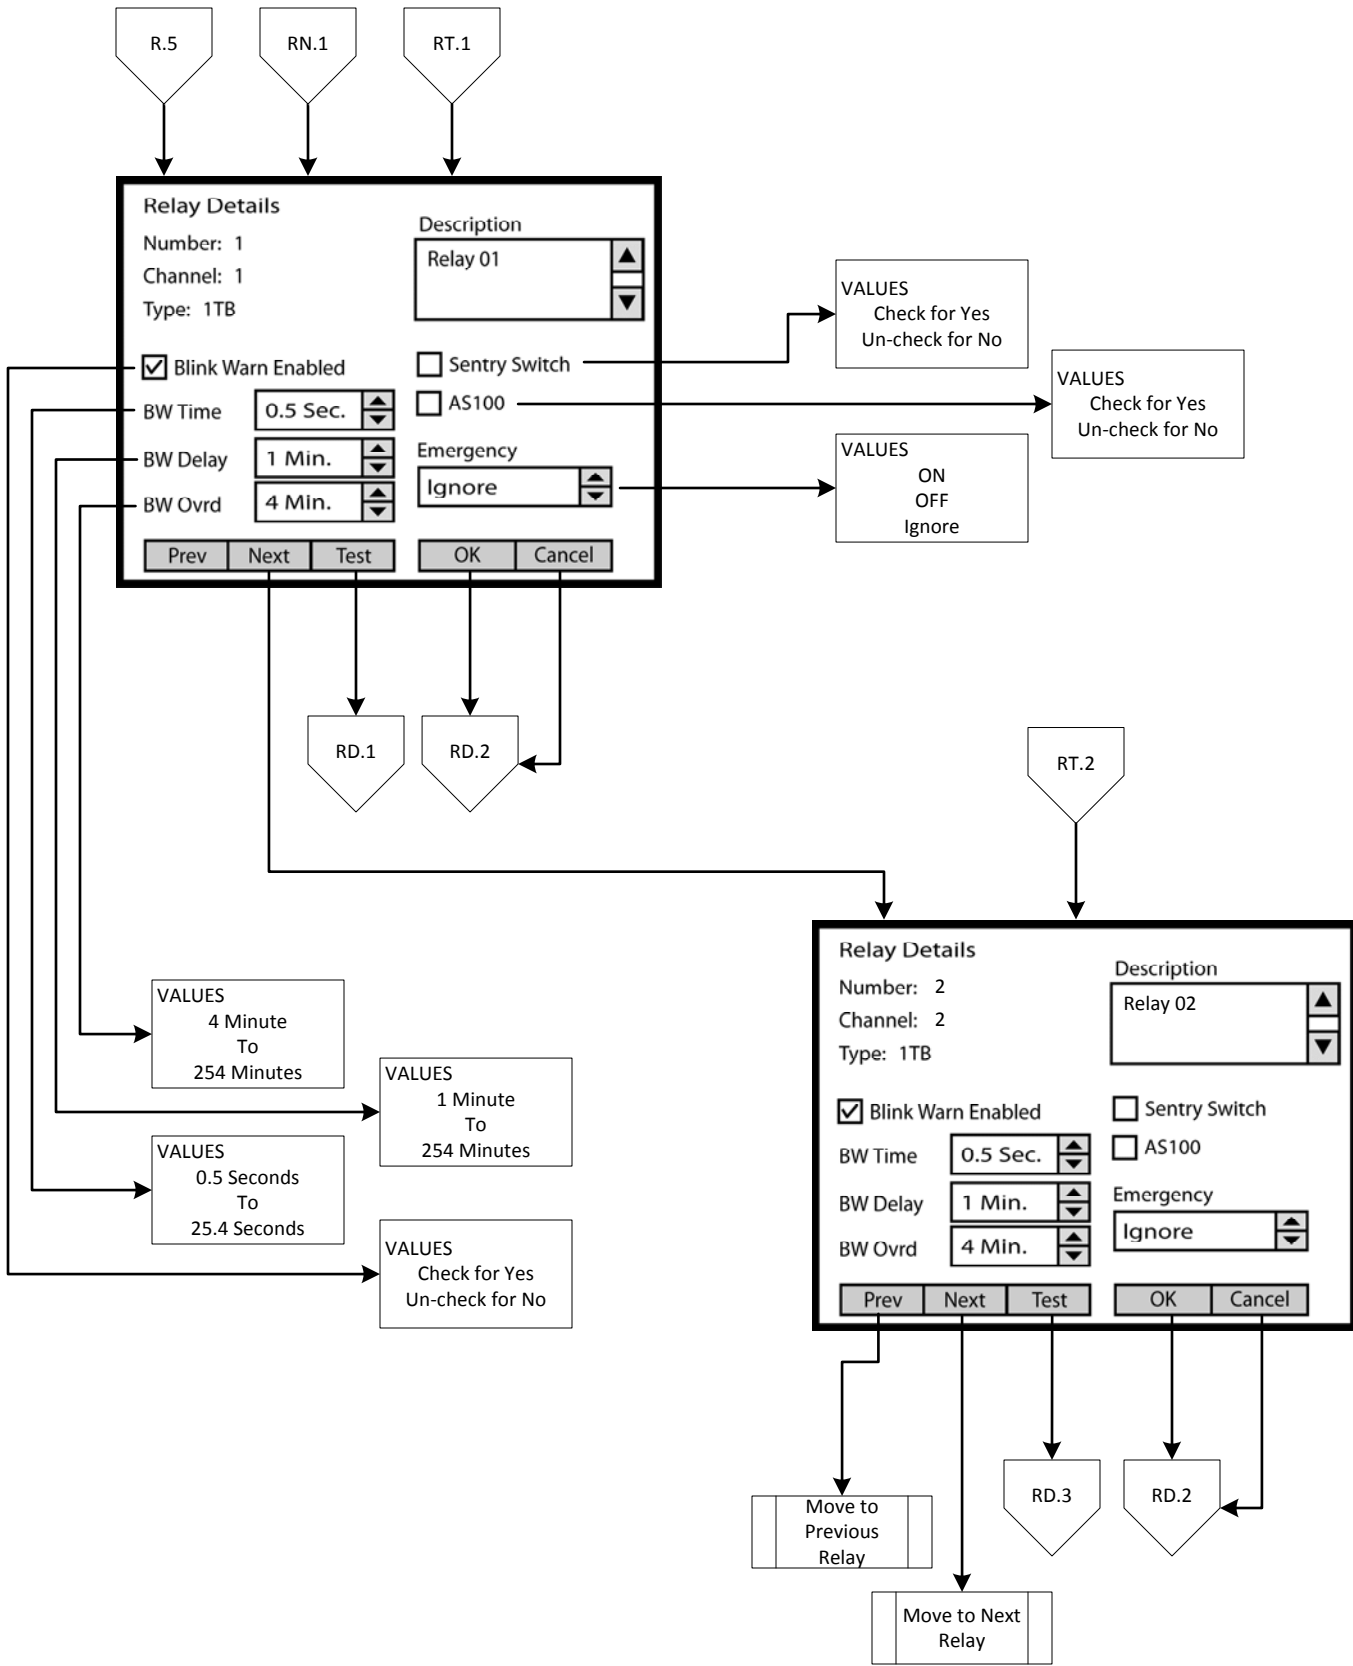 R.5
RN.1
RT.1
Relay Details
Number: 1
Channel: 1
Type: 1TB
Description
Relay 01
Blink Warn Enabled
BW Time
0.5 Sec.
BW Delay
1 Min.
BW Ovrd
4 Min.
Sentry Switch
AS100
Emergency
Ignore
Prev
Next
Test
OK
Cancel
VALUES
Check for Yes
Un-check for No
VALUES
Check for Yes
Un-check for No
VALUES
ON
OFF
Ignore
RD.1
RD.2
RT.2
Relay Details
Number: 2
Channel: 2
Type: 1TB
Description
Relay 02
Blink Warn Enabled
BW Time
0.5 Sec.
BW Delay
1 Min.
BW Ovrd
4 Min.
Sentry Switch
AS100
Emergency
Ignore
Prev
Next
Test
OK
Cancel
VALUES
4 Minute
To
254 Minutes
VALUES
1 Minute
To
254 Minutes
VALUES
0.5 Seconds
To
25.4 Seconds
VALUES
Check for Yes
Un-check for No
RD.3
RD.2
Move to
Previous
Relay
Move to Next
Relay